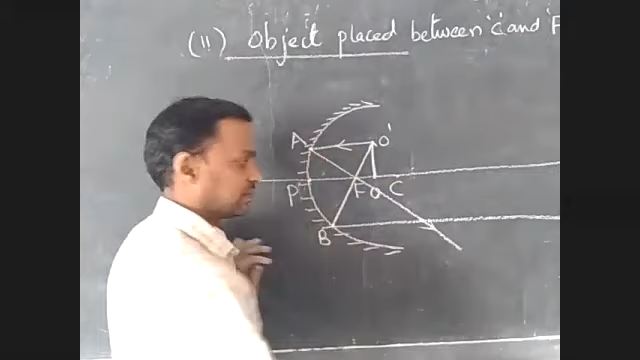 (ii) Object placed between 'C' and 'F
A
O'
P
F
O
C
B